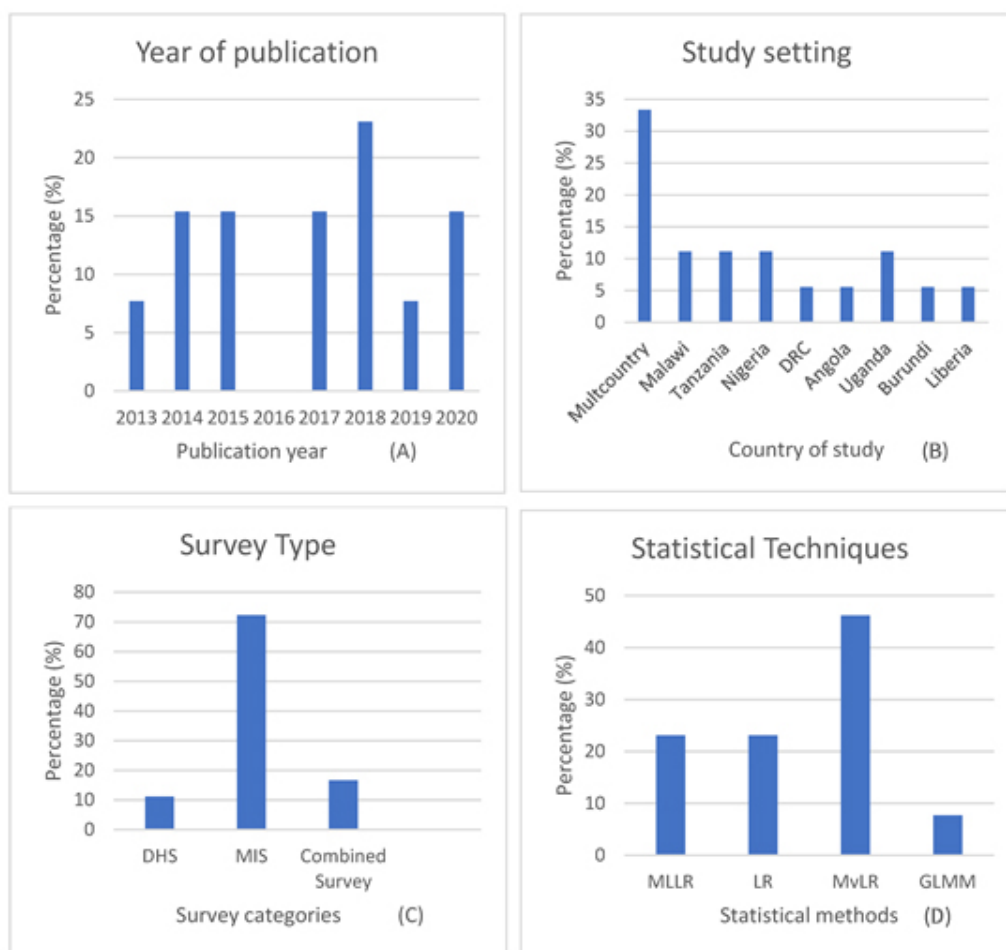 Year of publication
Percentage (%)
25
20
15
10
5
0
2013 2014 2015 2016 2017 2018 2019 2020
Publication year (A)
Study setting
Percentage (%)
35
30
25
20
15
10
5
0
Multcountry
Malawi
Tanzania
Nigeria
DRC
Angola
Uganda
Burundi
Liberia
Country of study (B)
Survey Type
Percentage (%)
80
70
60
50
40
30
20
10
0
DHS MIS Combined
Survey
Survey categories (C)
Statistical Techniques
Percentage (%)
50
40
30
20
10
0
MLLR LR MvLR GLMM
Statistical methods (D)